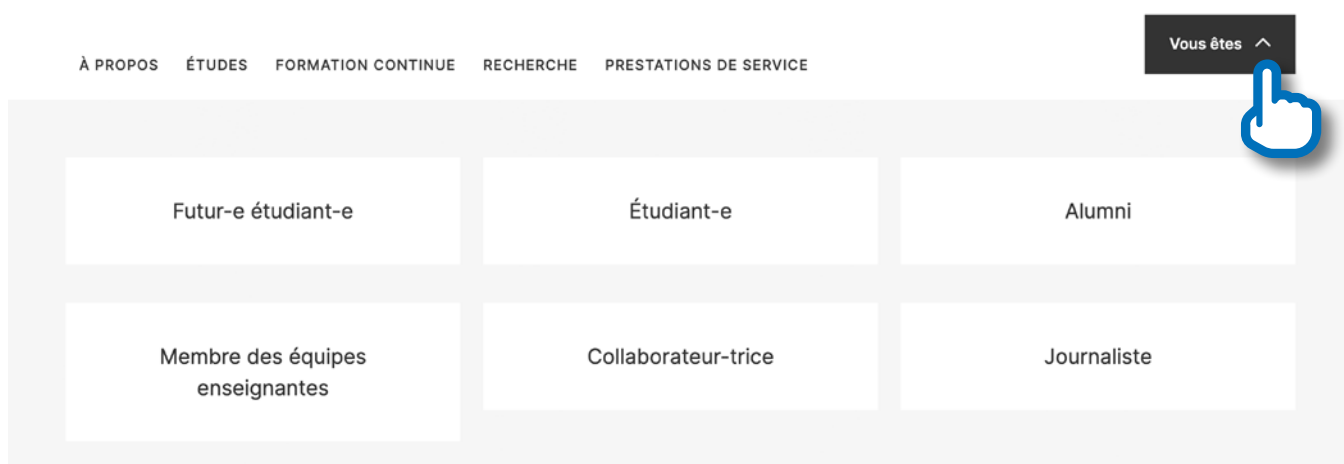 Vous êtes
À PROPOS ÉTUDES FORMATION CONTINUE RECHERCHE PRESTATIONS DE SERVICE
Futur-e étudiant-e
Étudiant-e
Alumni
Membre des équipes
enseignantes
Collaborateur-trice
Journaliste